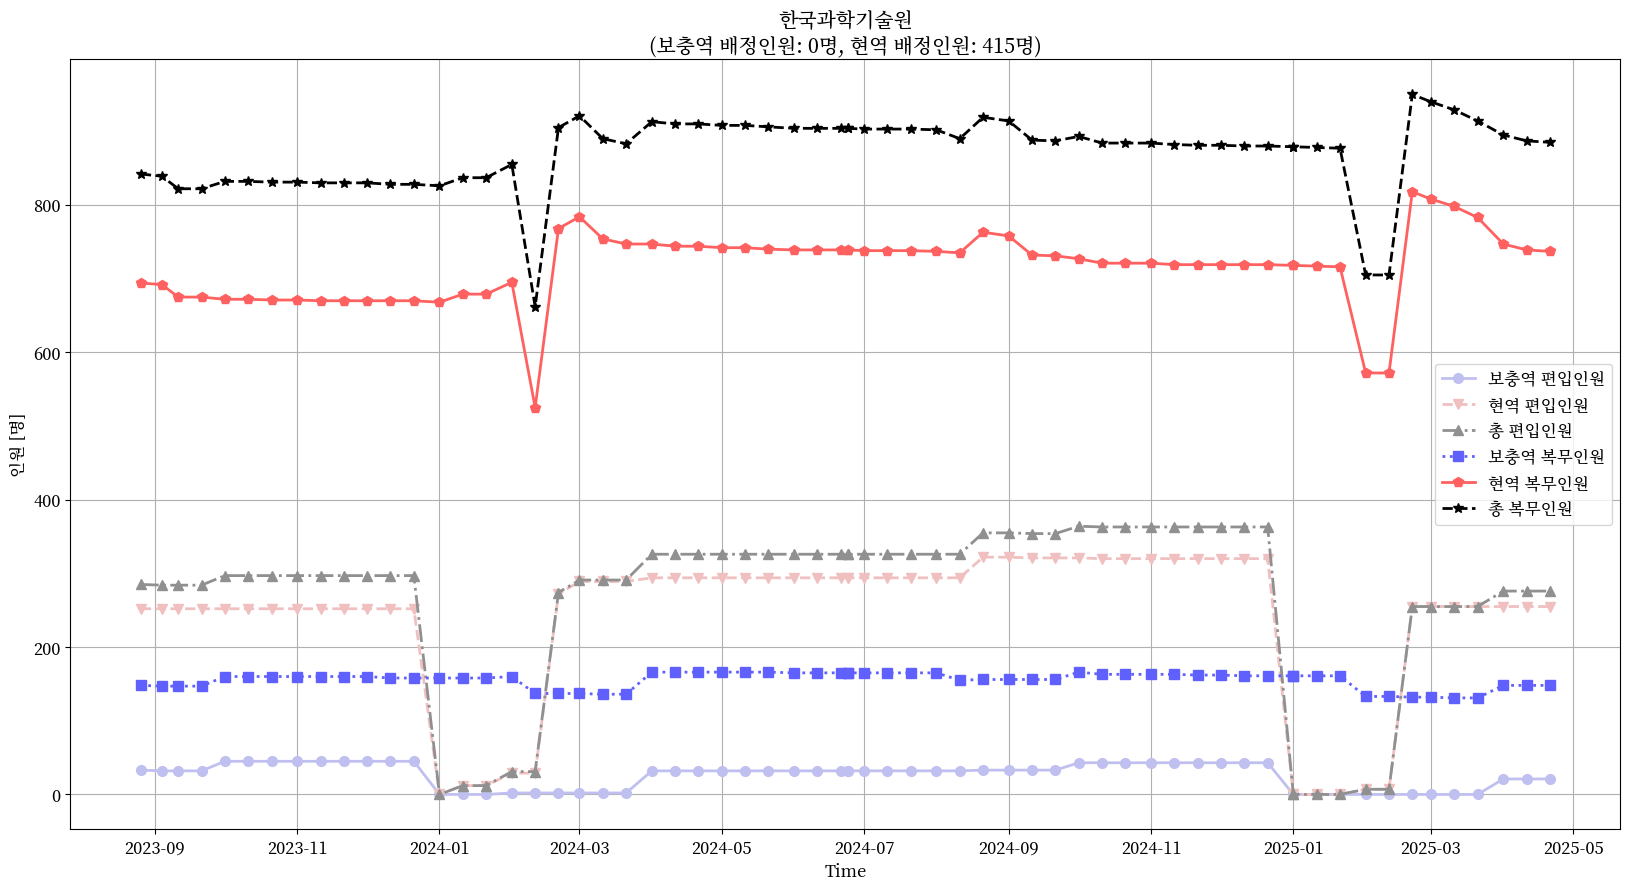 한국과학기술원
(보충역 배정인원: 0명, 현역 배정인원: 415명)
인원 [명]
800
600
400
200
0
보충역 편입인원
현역 편입인원
총 편입인원
보충역 복무인원
현역 복무인원
총 복무인원
2023-09
2023-11
2024-01
2024-03
2024-05
2024-07
2024-09
2024-11
2025-01
2025-03
2025-05
Time